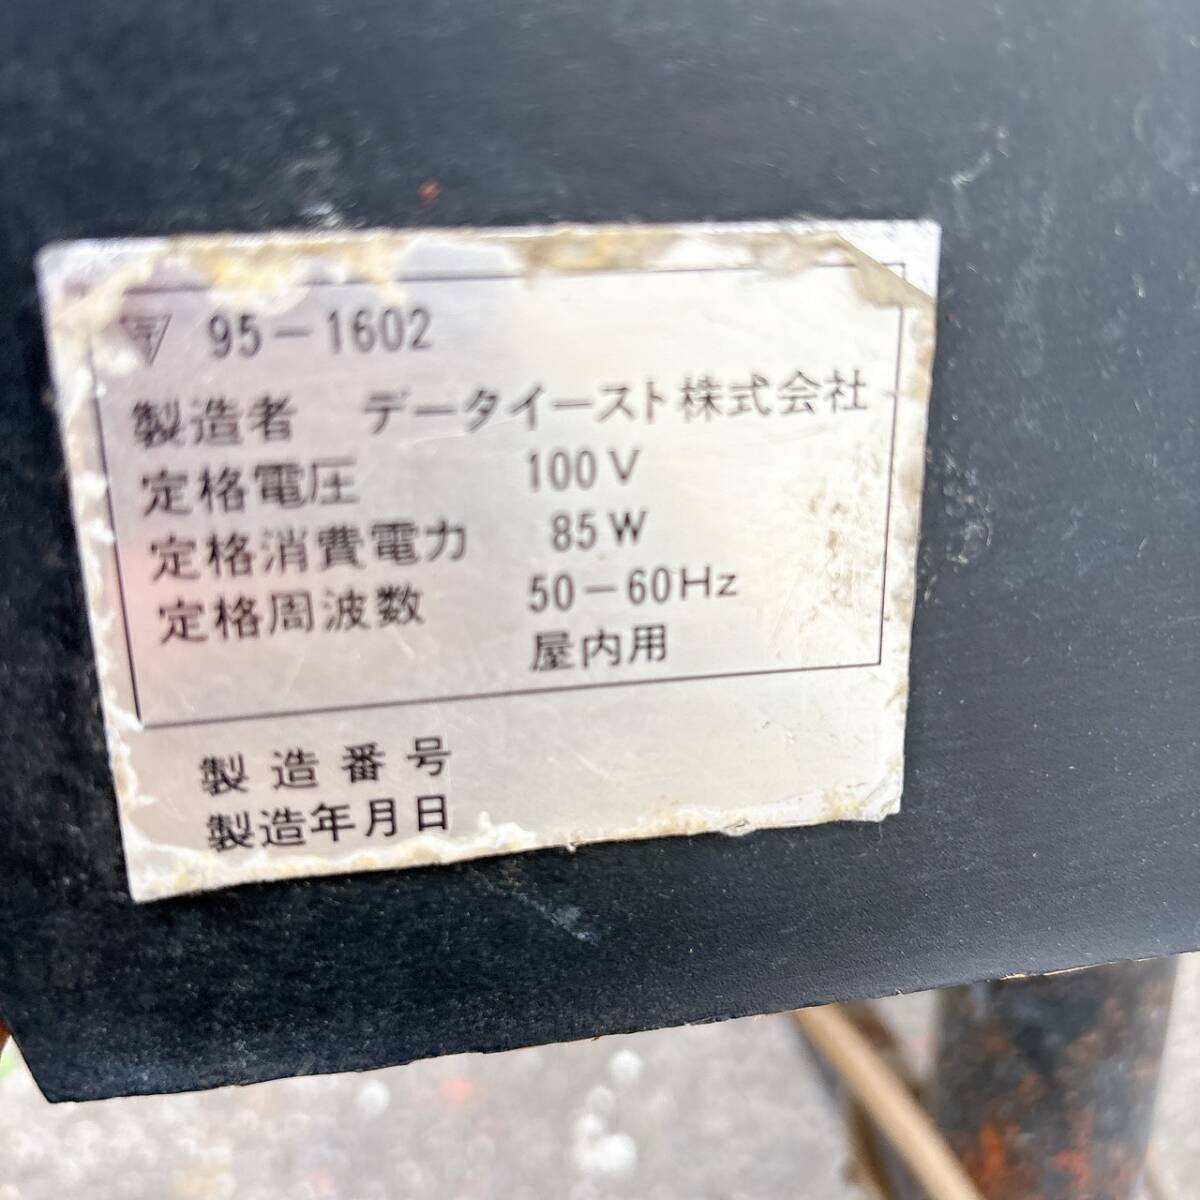 〒 95-1602
製造者 データイースト株式会社
定格電圧 100V
定格消費電力 85W
定格周波数 50-60Hz
屋内用
製造番号
製造年月日